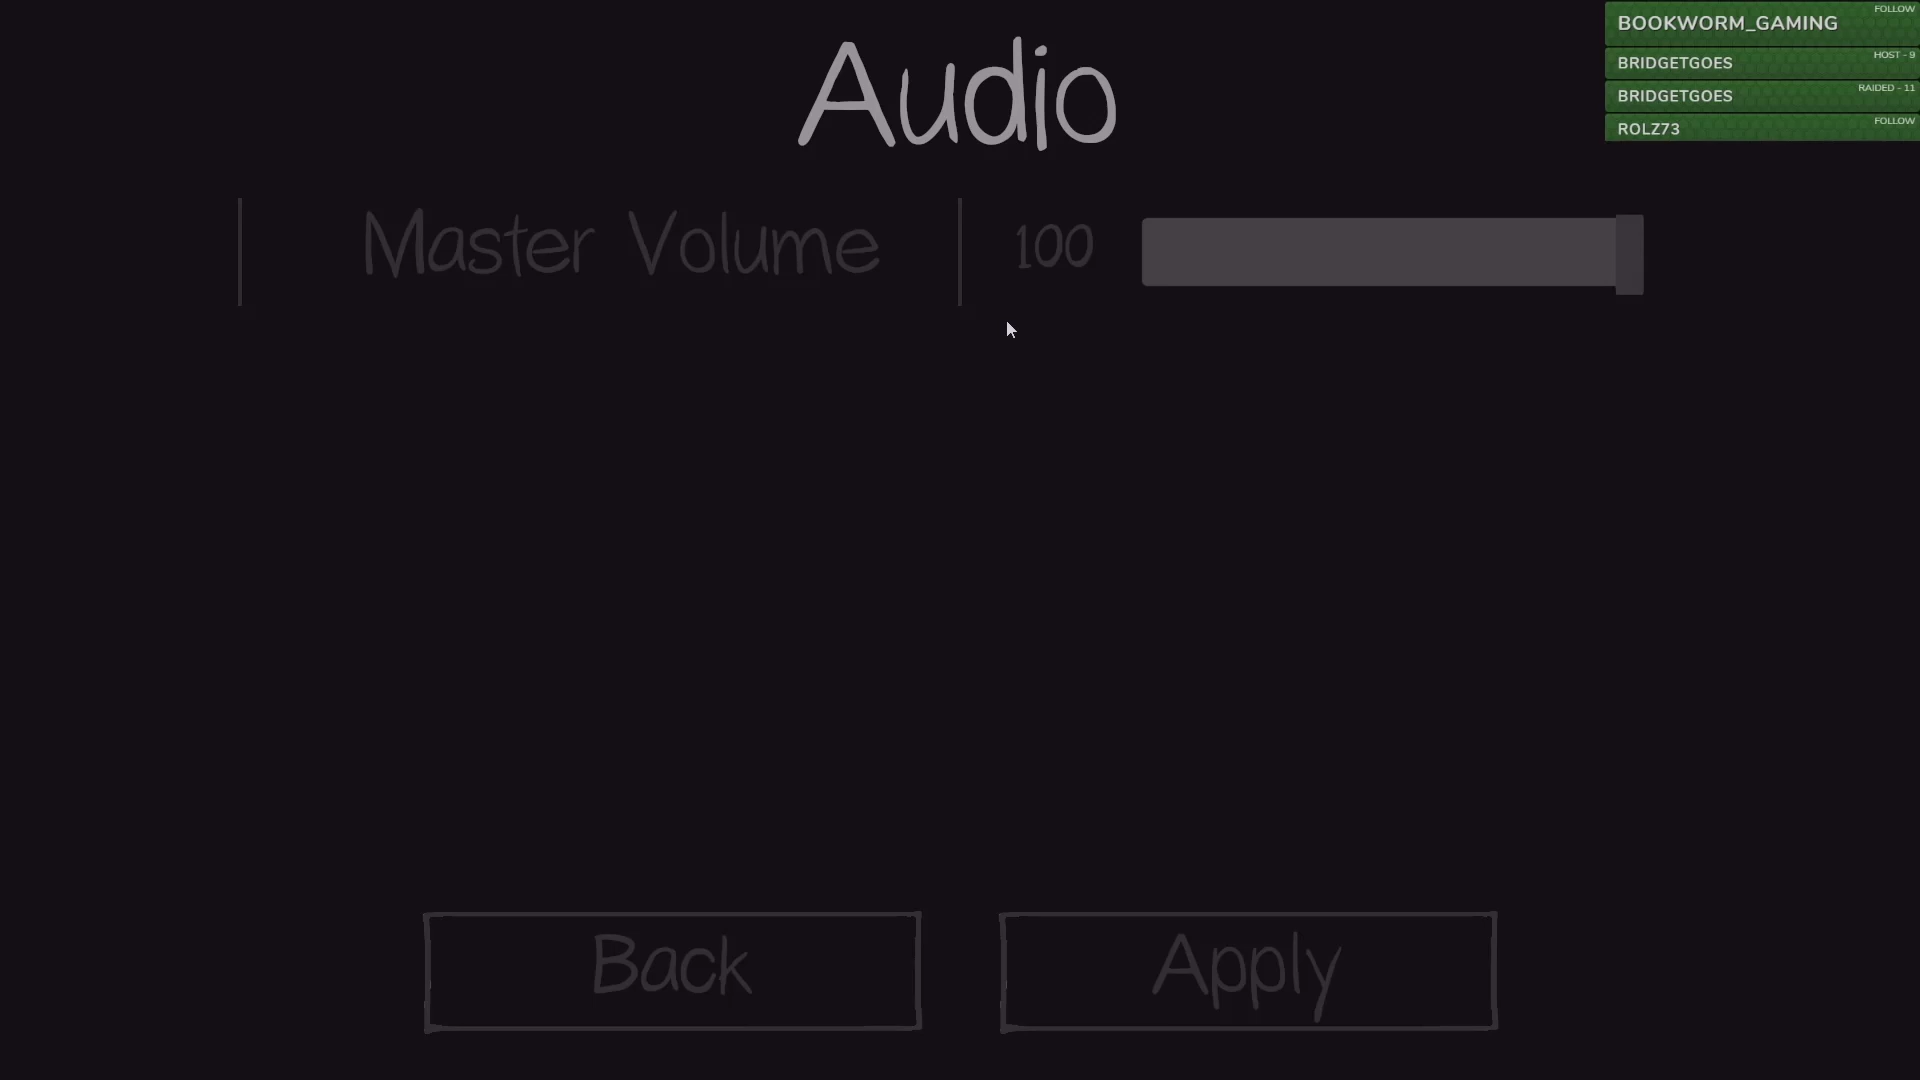 Audio
FOLLOW
BOOKWORM_GAMING
HOST - 9
BRIDGETGOES
RAIDED - 11
BRIDGETGOES
FOLLOW
ROLZ73
Master Volume
100
Back
Apply